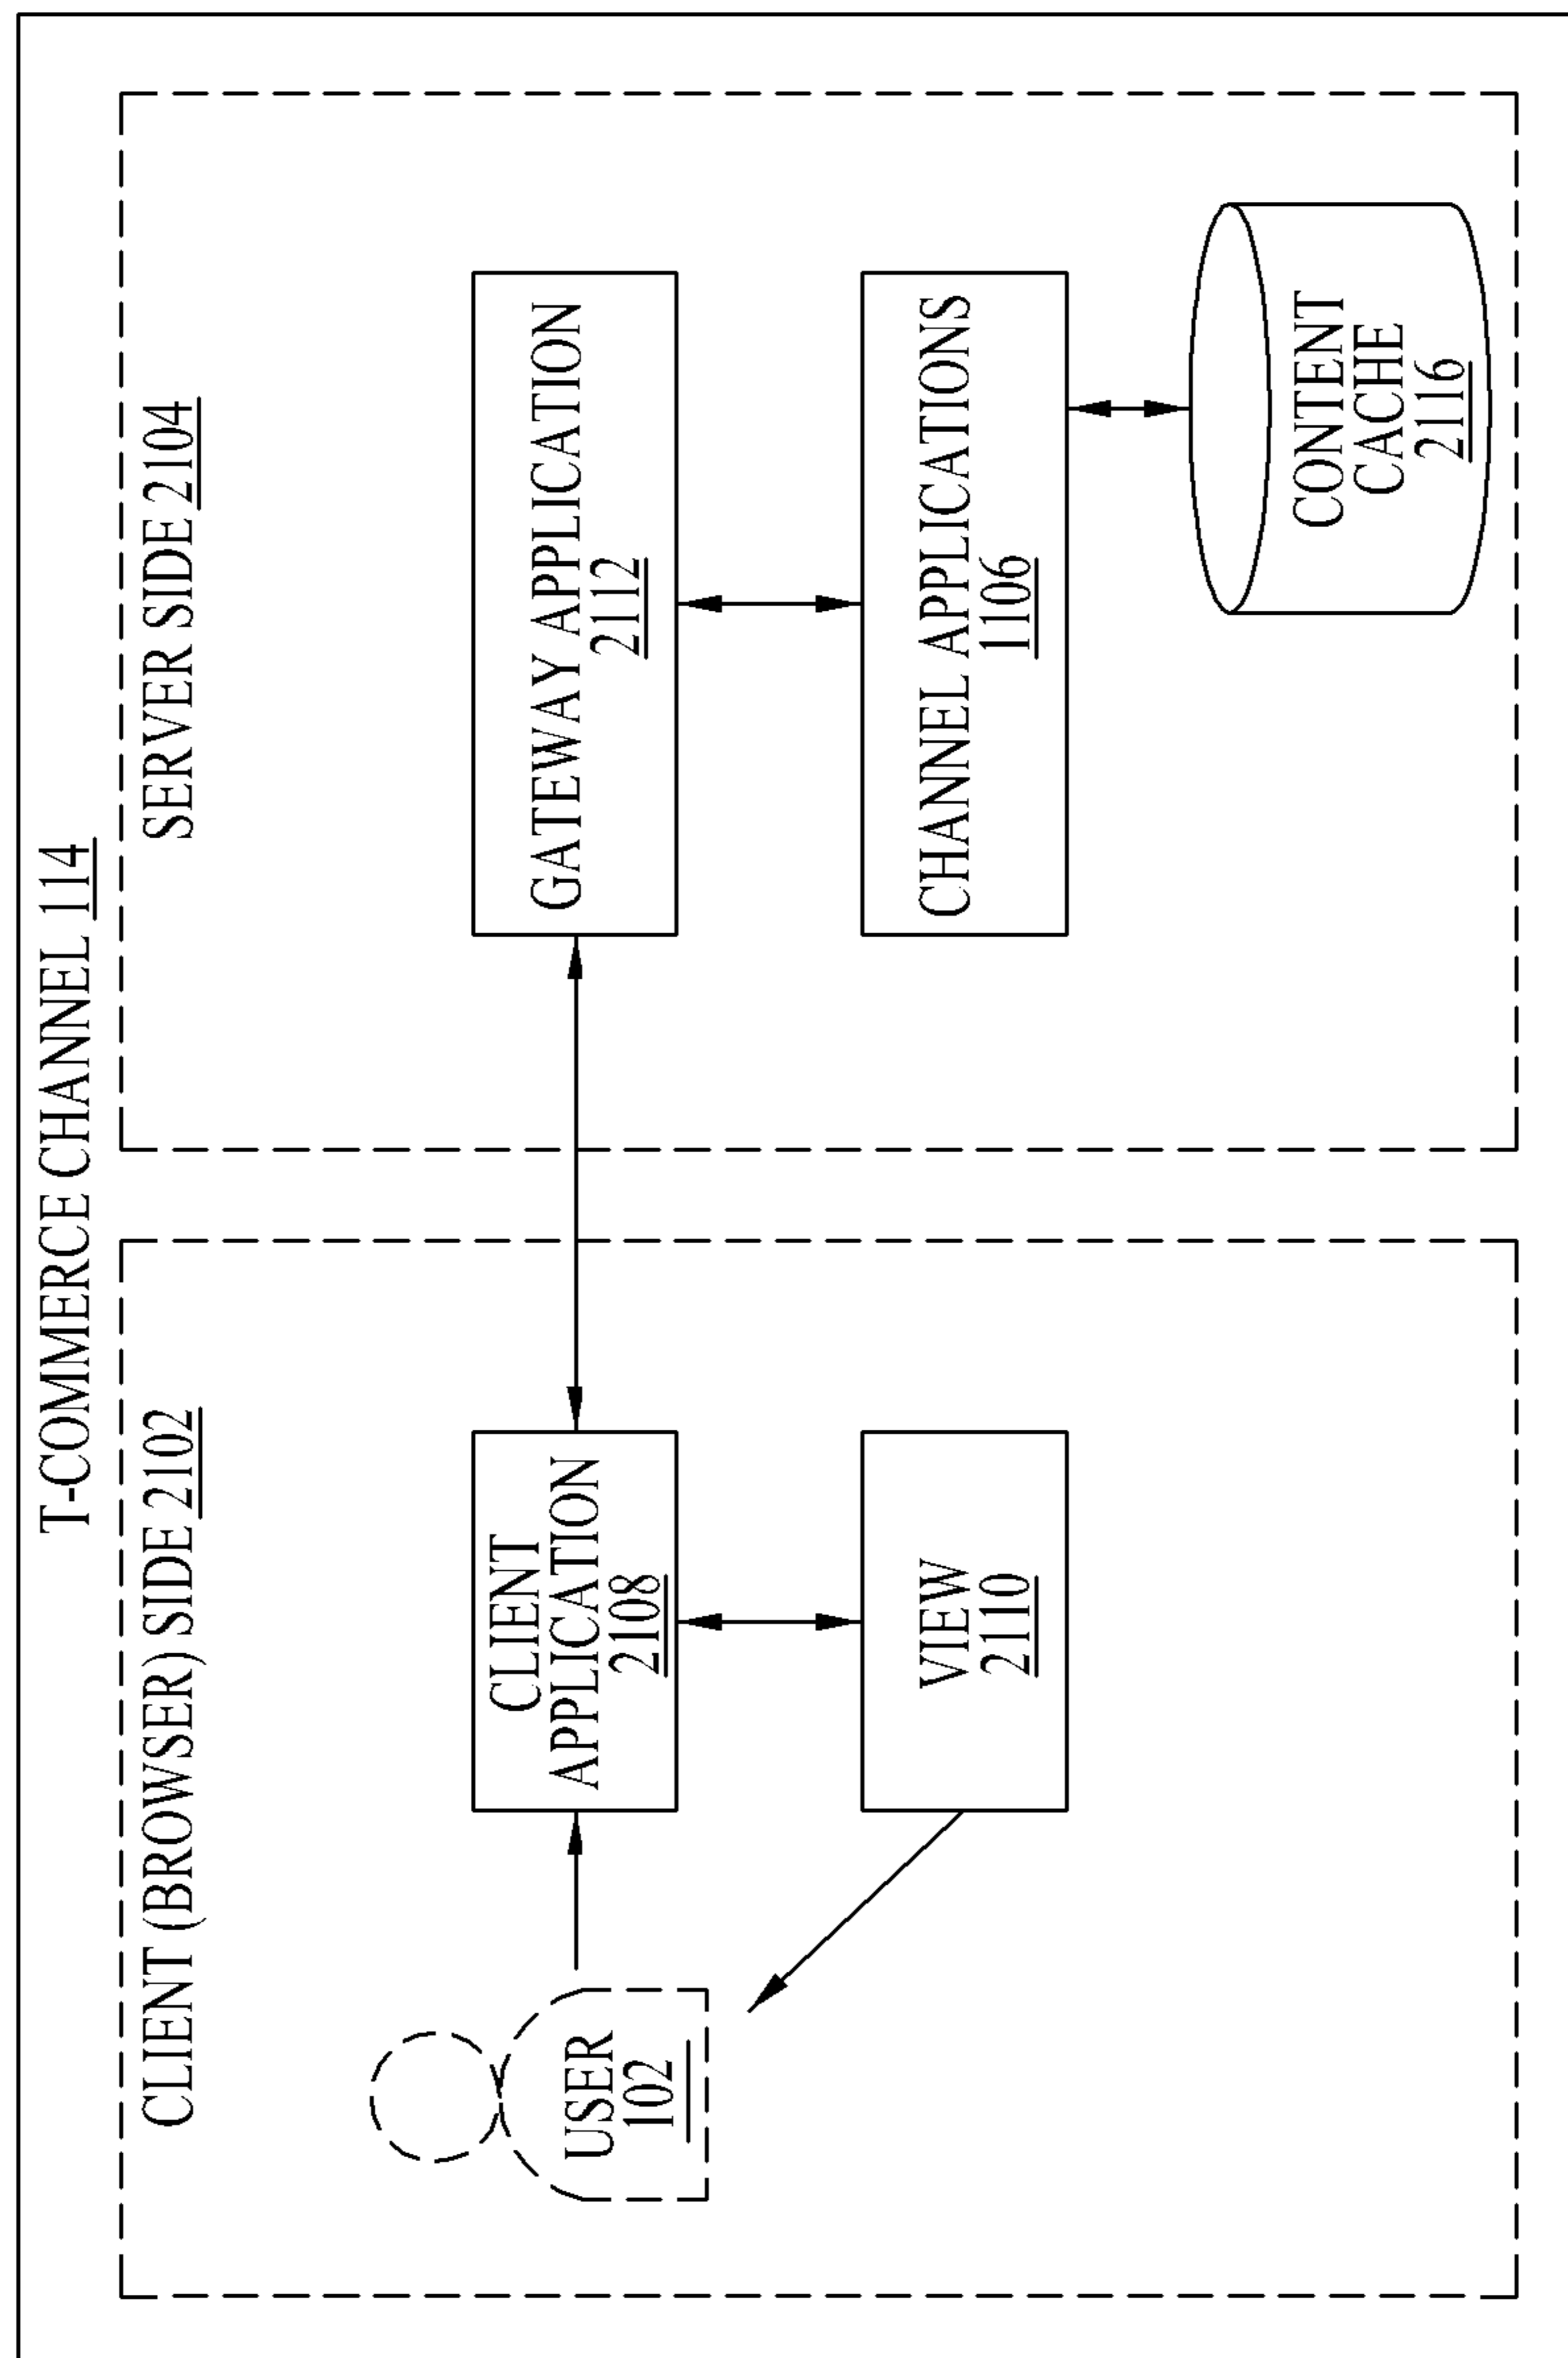 T-COMMERCE CHANNEL 114
CLIENT (BROWSER) SIDE 2102
USER
102
CLIENT
APPLICATION
2108
VIEW
2110
SERVER SIDE 2104
GATEWAY APPLICATION
2112
CHANNEL APPLICATIONS
1106
CONTENT
CACHE
2116